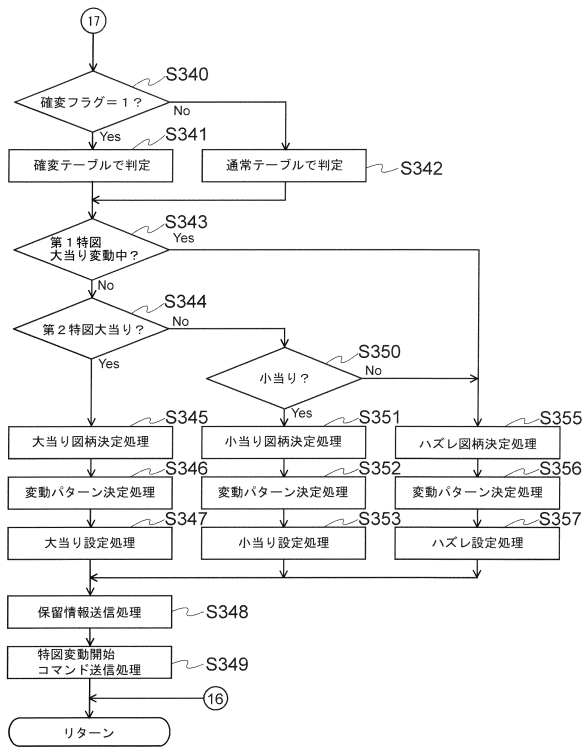 17
S340
確変フラグ＝１？
No
Yes
S341
確変テーブルで判定
通常テーブルで判定
S342
S343
第１特図
大当り変動中？
Yes
No
S344
第２特図大当り？
No
Yes
S350
小当り？
No
Yes
S345
大当り図柄決定処理
S351
小当り図柄決定処理
S355
ハズレ図柄決定処理
S346
変動パターン決定処理
S352
変動パターン決定処理
S356
変動パターン決定処理
S347
大当り設定処理
S353
小当り設定処理
S357
ハズレ設定処理
保留情報送信処理
S348
特図変動開始
コマンド送信処理
S349
16
リターン